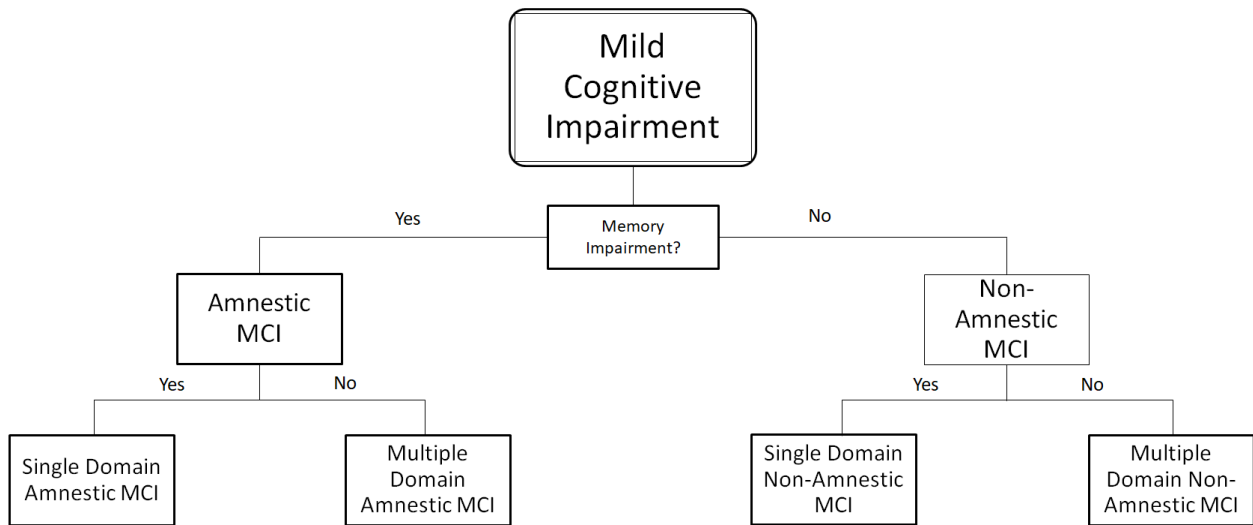 Mild
Cognitive
Impairment
Yes
Memory
Impairment?
No
Amnestic
MCI
Non-
Amnestic
MCI
Yes
No
Yes
No
Single Domain
Amnestic MCI
Multiple
Domain
Amnestic MCI
Single Domain
Non-Amnestic
MCI
Multiple
Domain Non-
Amnestic MCI